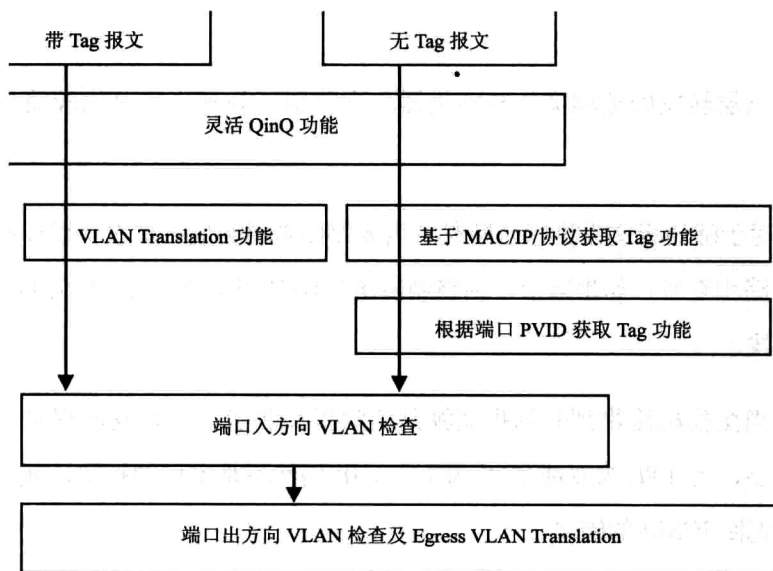 带 Tag 报文
无 Tag 报文
灵活 QinQ 功能
VLAN Translation 功能
基于 MAC/IP/协议获取 Tag 功能
根据端口 PVID 获取 Tag 功能
端口入方向 VLAN 检查
端口出方向 VLAN 检查及 Egress VLAN Translation